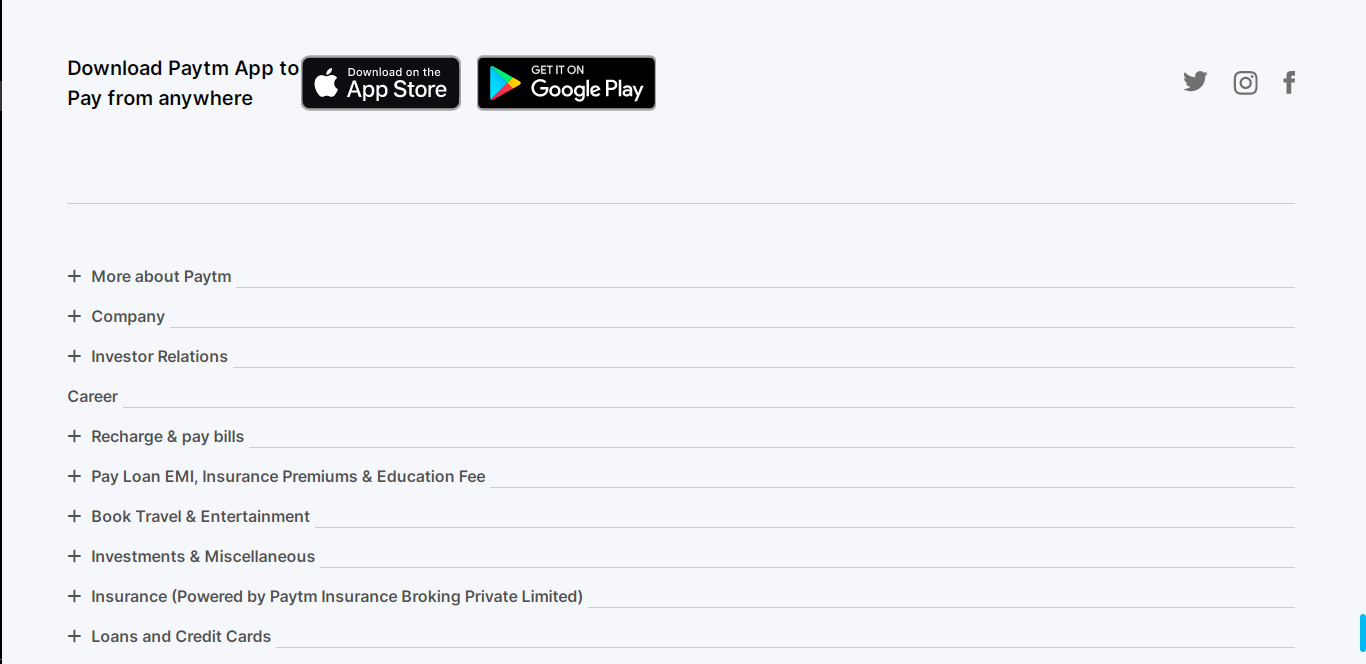 Download Paytm App to
Pay from anywhere
Download on the
App Store
GET IT ON
Google Play
+ More about Paytm
+ Company
+ Investor Relations
Career
+ Recharge & pay bills
+ Pay Loan EMI, Insurance Premiums & Education Fee
+ Book Travel & Entertainment
+ Investments & Miscellaneous
+ Insurance (Powered by Paytm Insurance Broking Private Limited)
+ Loans and Credit Cards